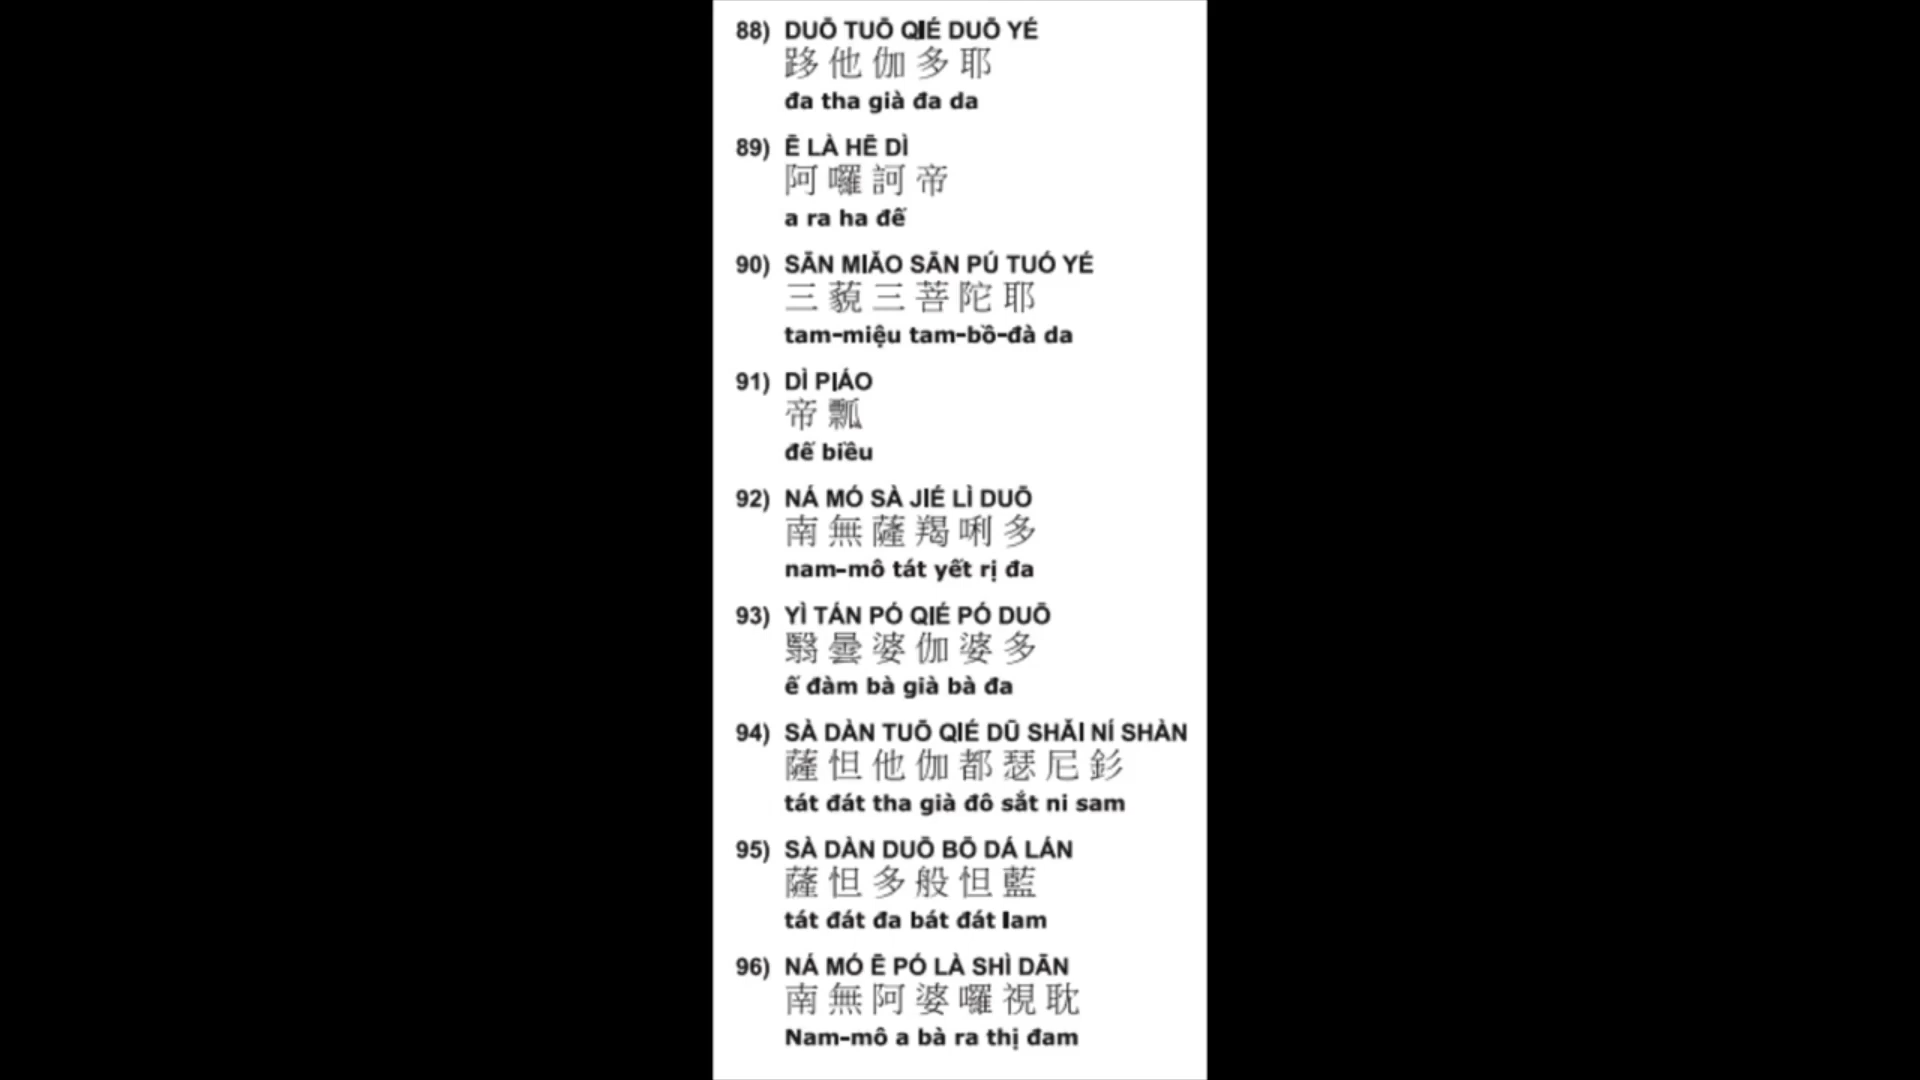 88) DUŌ TUŌ QIÉ DUŌ YÉ
跢他伽多耶
đa tha già đa da
89) Ē LÀ HĒ DÌ
阿囉訶帝
a ra ha đế
90) SĀN MIǍO SĀN PÚ TUÓ YÉ
三藐三菩陀耶
tam-miệu tam-bồ-đà da
91) DÌ PIÁO
帝瓢
đế biều
92) NÁ MÓ SÀ JIÉ LÌ DUŌ
南無薩羯唎多
nam-mô tát yết rị đa
93) YÌ TÁN PÓ QIÉ PÓ DUŌ
翳曇婆伽婆多
ế đàm bà già bà đa
94) SÀ DÀN TUŌ QIÉ DŪ SHǍI NÍ SHÀN
薩怛他伽都瑟尼釤
tát đát tha già đô sắt ni sam
95) SÀ DÀN DUŌ BŌ DÁ LÁN
薩怛多般怛藍
tát đát đa bát đát lam
96) NÁ MÓ Ē PÓ LÀ SHÌ DĀN
南無阿婆囉視耽
Nam-mô a bà ra thị đam